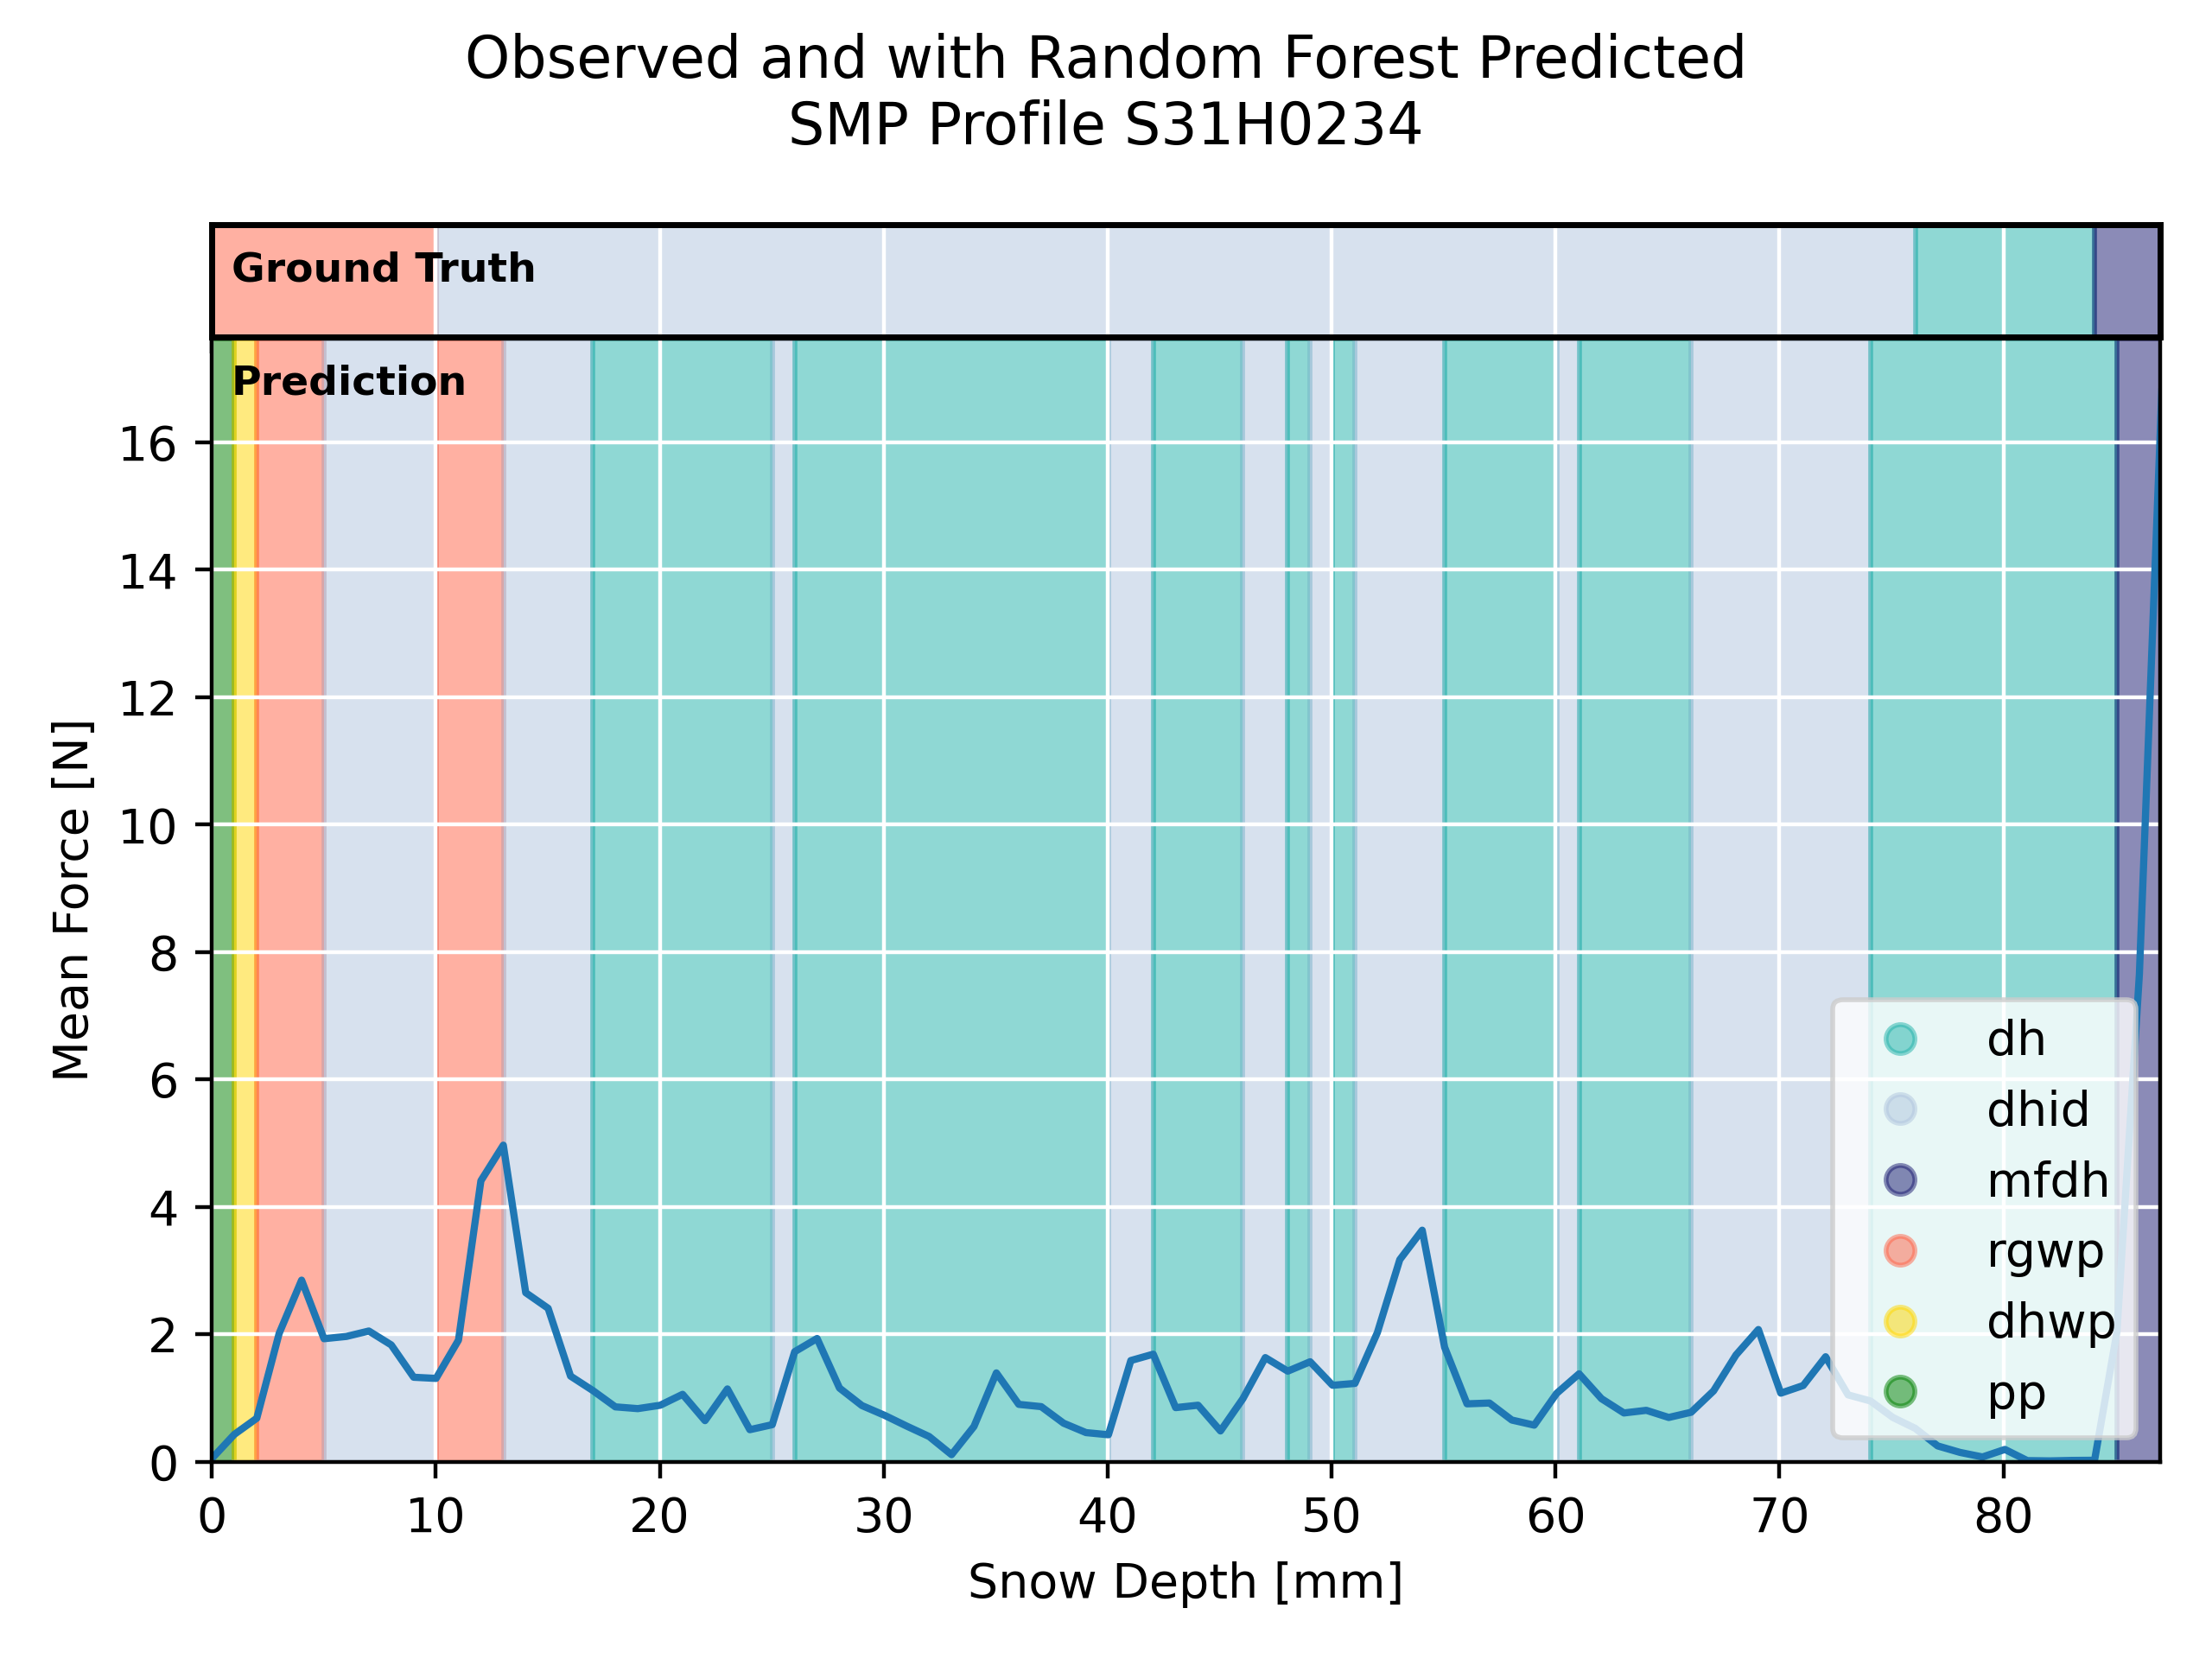 Observed and with Random Forest Predicted
SMP Profile S31H0234
Ground Truth
Prediction
16
14
12
10
8
6
4
2
0
Mean Force [N]
dh
dhid
mfdh
rgwp
dhwp
pp
0 10 20 30 40 50 60 70 80
Snow Depth [mm]